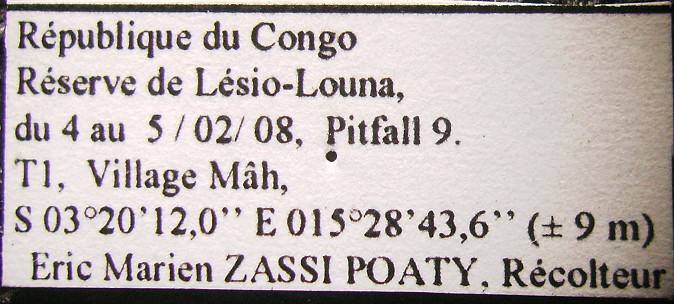 République du Congo
Réserve de Lésio-Louna,
du 4 au 5 / 02/ 08, Pitfall 9.
T1, Village Mâh,
S 03°20’12,0’’ E 015°28’43,6’’ (± 9 m)
Eric Marien ZASSI POATY, Récolteur